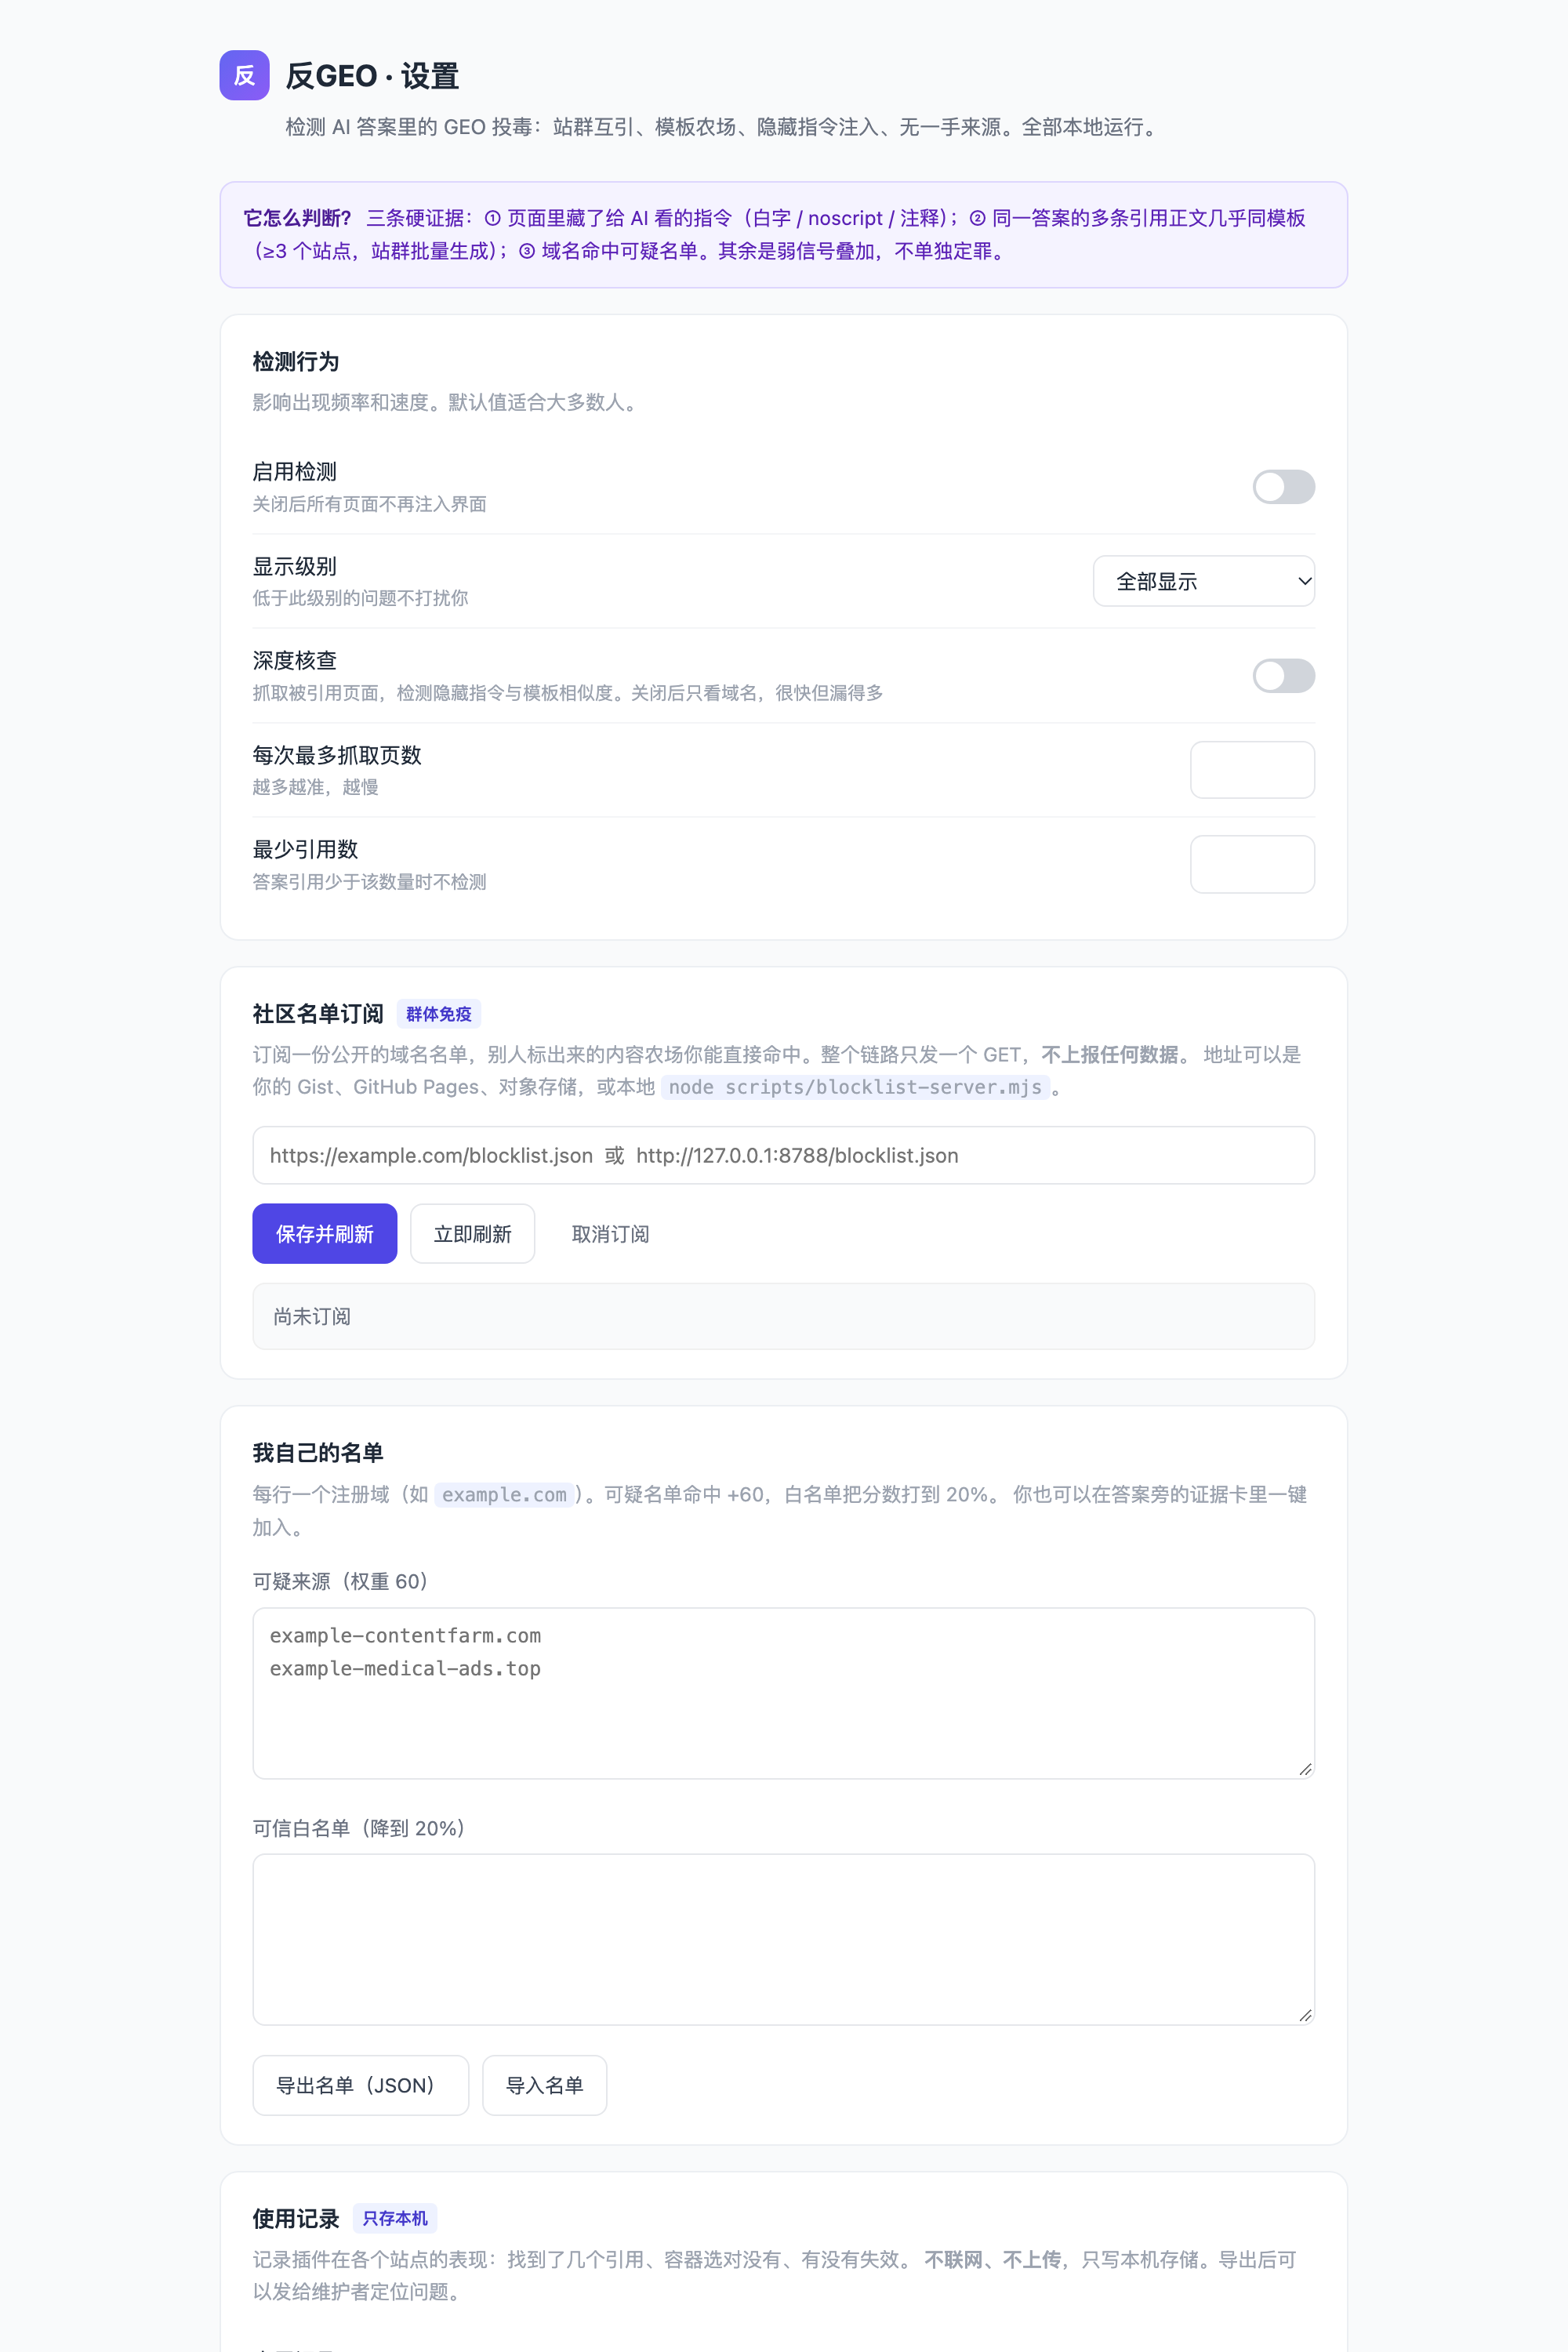 反
反GEO · 设置
检测 AI 答案里的 GEO 投毒：站群互引、模板农场、隐藏指令注入、无一手来源。全部本地运行。
它怎么判断? 三条硬证据：① 页面里藏了给 AI 看的指令（白字 / noscript / 注释）；② 同一答案的多条引用正文几乎同模板
（≥3 个站点，站群批量生成）；③ 域名命中可疑名单。其余是弱信号叠加，不单独定罪。
检测行为
影响出现频率和速度。默认值适合大多数人。
启用检测
关闭后所有页面不再注入界面
显示级别
全部显示
低于此级别的问题不打扰你
深度核查
抓取被引用页面，检测隐藏指令与模板相似度。关闭后只看域名，很快但漏得多
每次最多抓取页数
越多越准，越慢
最少引用数
答案引用少于该数量时不检测
社区名单订阅 群体免疫
订阅一份公开的域名名单，别人标出来的内容农场你能直接命中。整个链路只发一个 GET，不上报任何数据。 地址可以是
你的 Gist、GitHub Pages、对象存储，或本地 node scripts/blocklist-server.mjs。
https://example.com/blocklist.json 或 http://127.0.0.1:8788/blocklist.json
保存并刷新 立即刷新 取消订阅
尚未订阅
我自己的名单
每行一个注册域（如 example.com）。可疑名单命中 +60，白名单把分数打到 20%。 你也可以在答案旁的证据卡里一键
加入。
可疑来源（权重 60）
example-contentfarm.com
example-medical-ads.top
可信白名单（降到 20%）
导出名单（JSON） 导入名单
使用记录 只存本机
记录插件在各个站点的表现：找到了几个引用、容器选对没有、有没有失效。 不联网、不上传，只写本机存储。导出后可
以发给维护者定位问题。